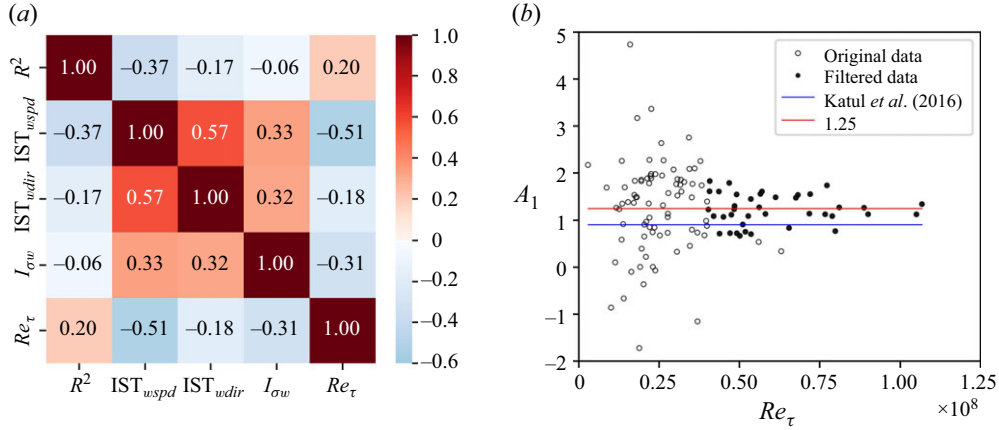 (a)
R²
1.00 −0.37 −0.17 −0.06 0.20
IST_wspd
−0.37 1.00 0.57 0.33 −0.51
IST_wdir
−0.17 0.57 1.00 0.32 −0.18
I_σw
−0.06 0.33 0.32 1.00 −0.31
Re_τ
0.20 −0.51 −0.18 −0.31 1.00
R² IST_wspd IST_wdir I_σw Re_τ
1.0
0.8
0.6
0.4
0.2
0
−0.2
−0.4
−0.6
(b)
5
4
3
2
1
0
−1
−2
A₁
Original data
Filtered data
Katul et al. (2016)
1.25
0 0.25 0.50 0.75 1.00 1.25
×10⁸
Re_τ